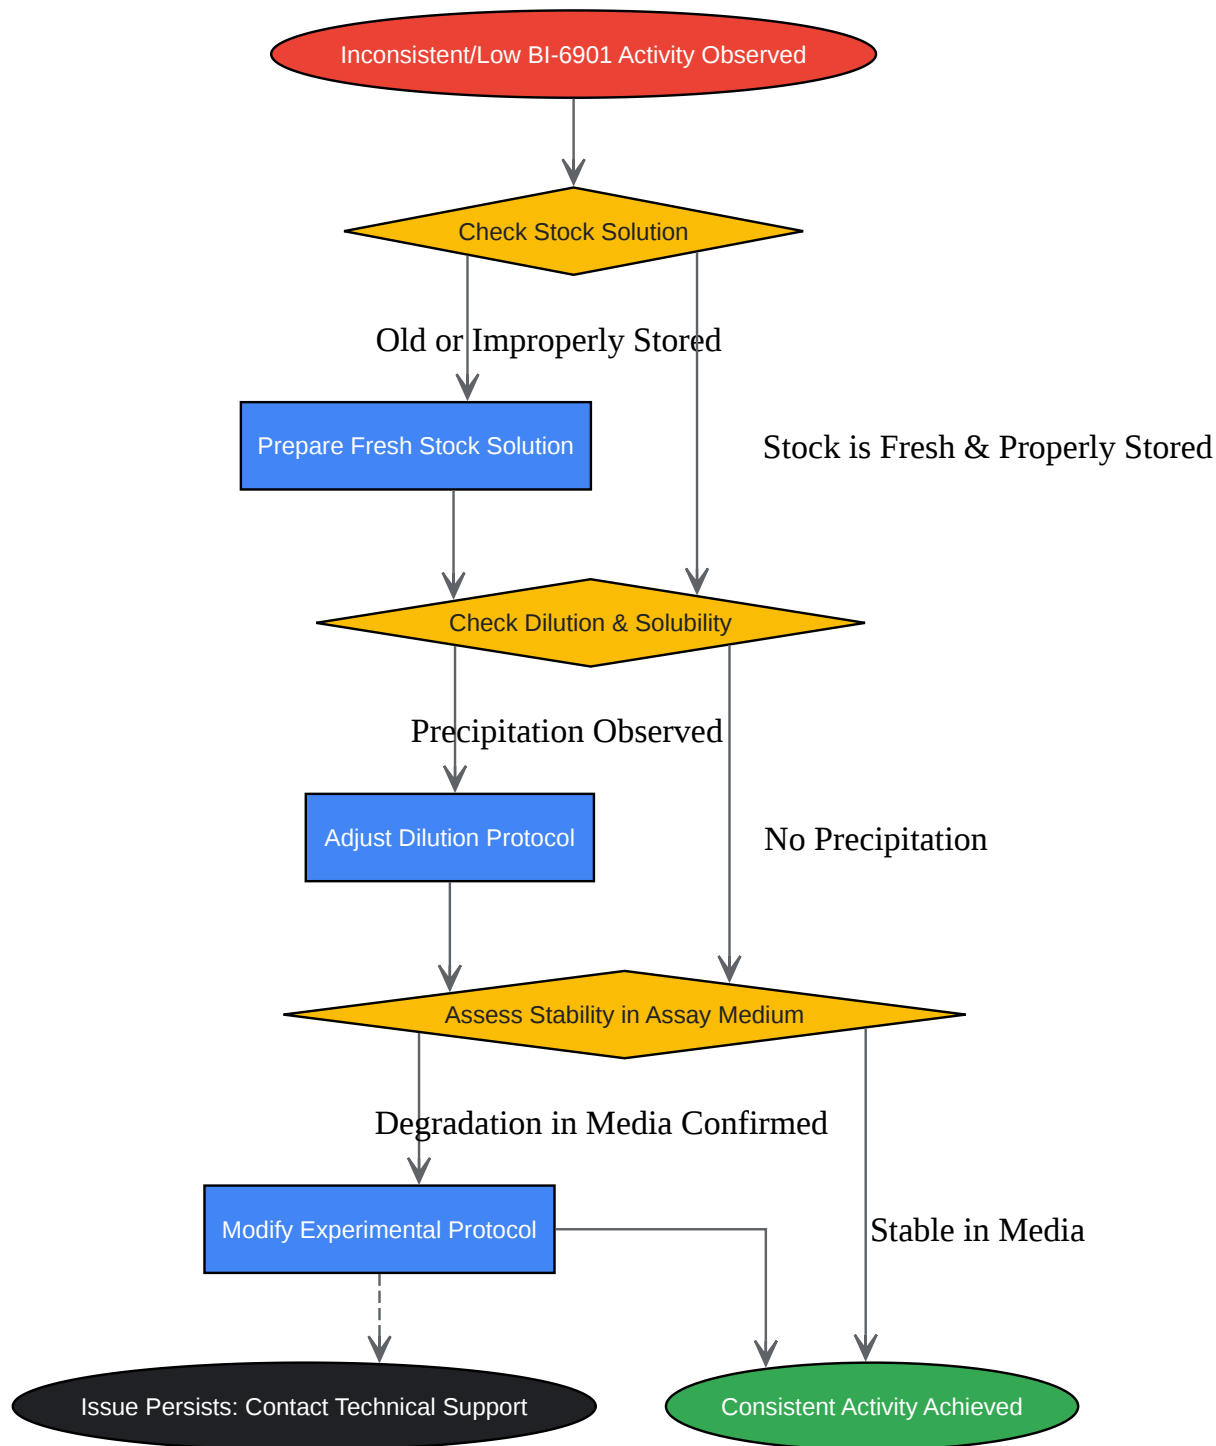 Inconsistent/Low BI-6901 Activity Observed
Check Stock Solution
Old or Improperly Stored
Prepare Fresh Stock Solution
Stock is Fresh & Properly Stored
Check Dilution & Solubility
Precipitation Observed
Adjust Dilution Protocol
No Precipitation
Assess Stability in Assay Medium
Degradation in Media Confirmed
Modify Experimental Protocol
Stable in Media
Issue Persists: Contact Technical Support
Consistent Activity Achieved